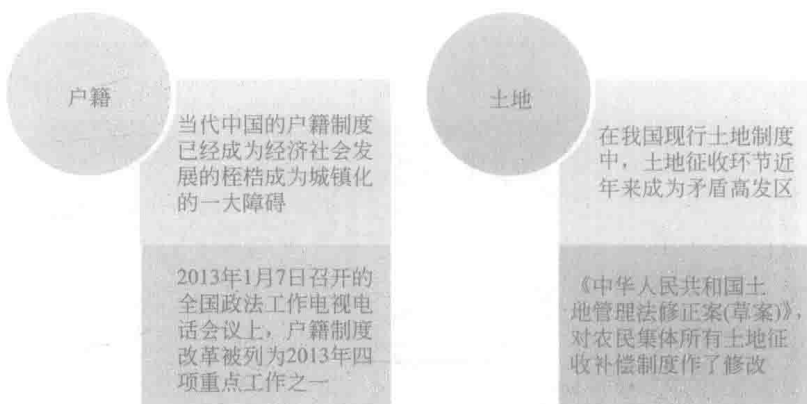 户籍
当代中国的户籍制度
已经成为经济社会发
展的桎梏成为城镇化
的一大障碍
2013年1月7日召开的
全国政法工作电视电
话会议上，户籍制度
改革被列为2013年四
项重点工作之一
土地
在我国现行土地制度
中，土地征收环节近
年来成为矛盾高发区
《中华人民共和国土
地管理法修正案(草案)》，
对农民集体所有土地征
收补偿制度作了修改